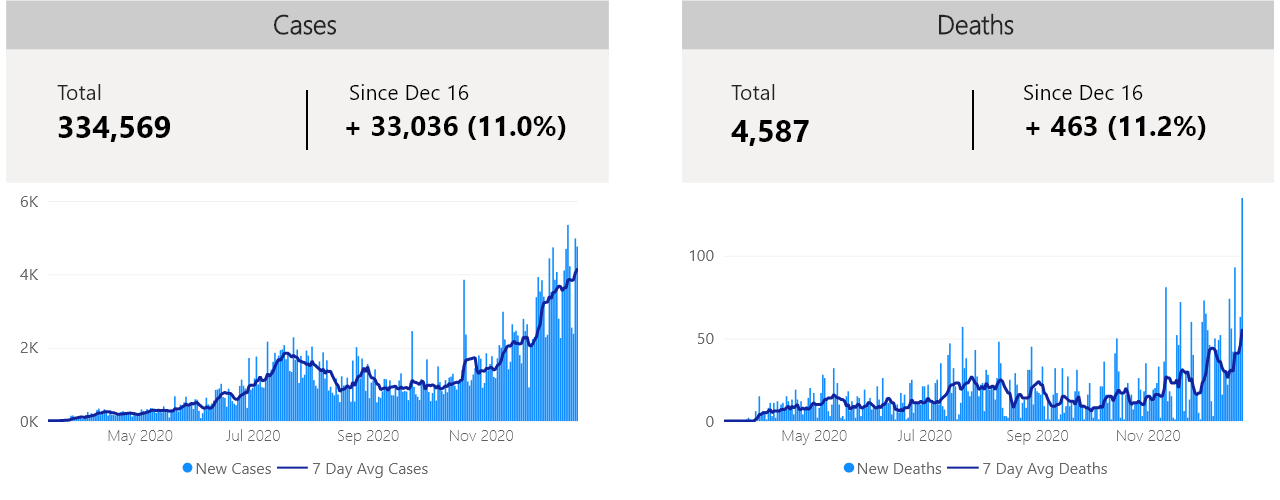 Cases
Total
334,569
Since Dec 16
+ 33,036 (11.0%)
6K
4K
2K
0K
May 2020 Jul 2020 Sep 2020 Nov 2020
New Cases 7 Day Avg Cases
Deaths
Total
4,587
Since Dec 16
+ 463 (11.2%)
100
50
0
May 2020 Jul 2020 Sep 2020 Nov 2020
New Deaths 7 Day Avg Deaths